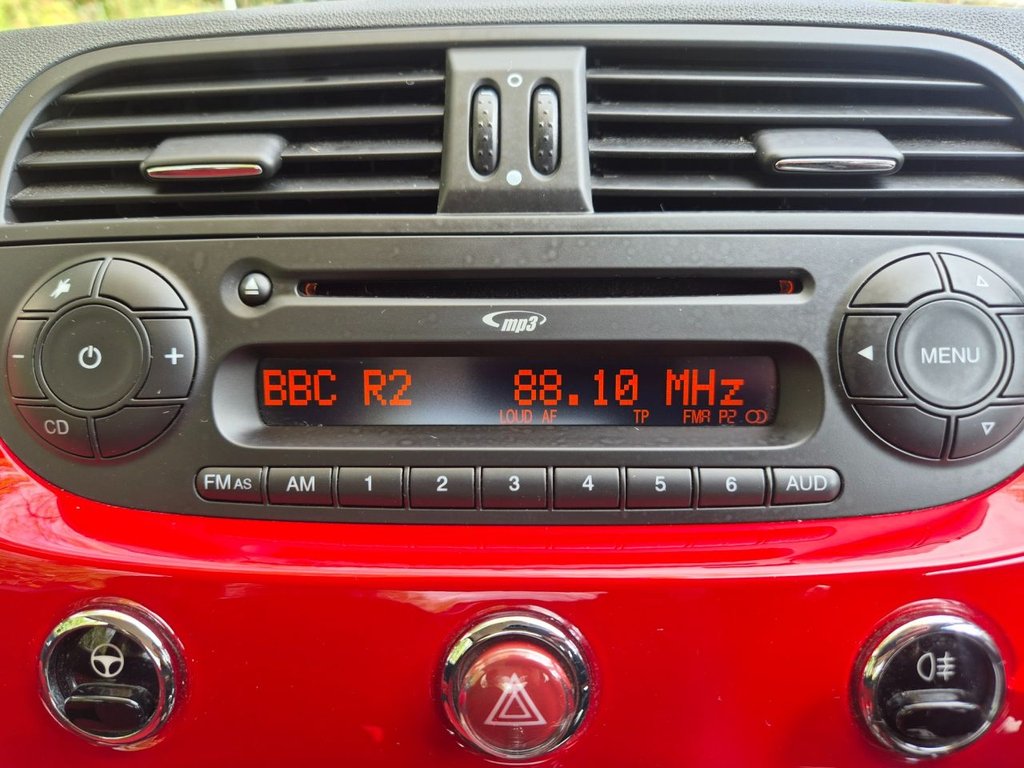 mp3
BBC R2 88.10 MHz
LOUD AF TP FMA P2
- +
MENU
CD
FM AS AM 1 2 3 4 5 6 AUD